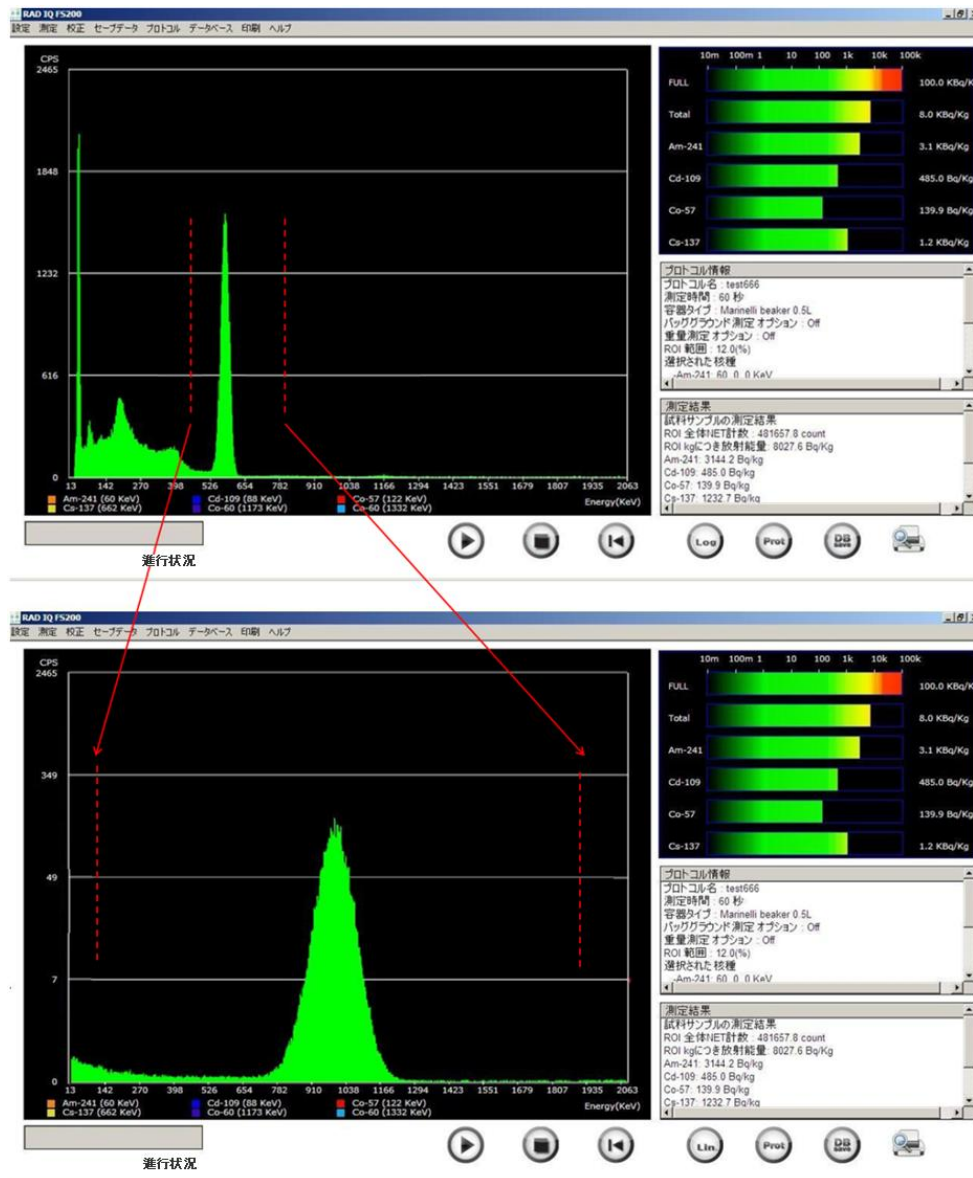 RAD IQ FS200
設定 測定 校正 セーブデータ プロトコル データベース 印刷 ヘルプ
CPS
2465
1848
1232
616
0
13 142 270 398 526 654 782 910 1038 1166 1294 1423 1551 1679 1807 1935 2063
Am-241 (60 KeV) Cd-109 (88 KeV) Co-57 (122 KeV) Energy(KeV)
Cs-137 (662 KeV) Co-60 (1173 KeV) Co-60 (1332 KeV)
進行状況
10m 100m 1 10 100 1k 10k 100k
FULL 100.0 KBq/K
Total 8.0 KBq/Kg
Am-241 3.1 KBq/Kg
Cd-109 485.0 Bq/Kg
Co-57 139.9 Bq/Kg
Cs-137 1.2 KBq/Kg
プロトコル情報
プロトコル名 : test666
測定時間 : 60 秒
容器タイプ : Marinelli beaker 0.5L
バッググラウンド 測定 オプション : Off
重量測定 オプション : Off
ROI 範囲 : 12.0(%)
選択された 核種
-Am-241: 60. 0. 0 KeV
測定結果
試料サンプルの測定結果
ROI 全体NET計数 : 481657.8 count
ROI kgにつき放射能量: 8027.6 Bq/Kg
Am-241: 3144.2 Bq/kg
Cd-109: 485.0 Bq/kg
Co-57: 139.9 Bq/kg
Cs-137: 1232.7 Bq/kg
Log Prot DB save
RAD IQ FS200
設定 測定 校正 セーブデータ プロトコル データベース 印刷 ヘルプ
CPS
2465
349
49
7
0
13 142 270 398 526 654 782 910 1038 1166 1294 1423 1551 1679 1807 1935 2063
Am-241 (60 KeV) Cd-109 (88 KeV) Co-57 (122 KeV) Energy(KeV)
Cs-137 (662 KeV) Co-60 (1173 KeV) Co-60 (1332 KeV)
進行状況
10m 100m 1 10 100 1k 10k 100k
FULL 100.0 KBq/K
Total 8.0 KBq/Kg
Am-241 3.1 KBq/Kg
Cd-109 485.0 Bq/Kg
Co-57 139.9 Bq/Kg
Cs-137 1.2 KBq/Kg
プロトコル情報
プロトコル名 : test666
測定時間 : 60 秒
容器タイプ : Marinelli beaker 0.5L
バッググラウンド 測定 オプション : Off
重量測定 オプション : Off
ROI 範囲 : 12.0(%)
選択された 核種
-Am-241: 60. 0. 0 KeV
測定結果
試料サンプルの測定結果
ROI 全体NET計数 : 481657.8 count
ROI kgにつき放射能量: 8027.6 Bq/Kg
Am-241: 3144.2 Bq/kg
Cd-109: 485.0 Bq/kg
Co-57: 139.9 Bq/kg
Cs-137: 1232.7 Bq/kg
Lin Prot DB save